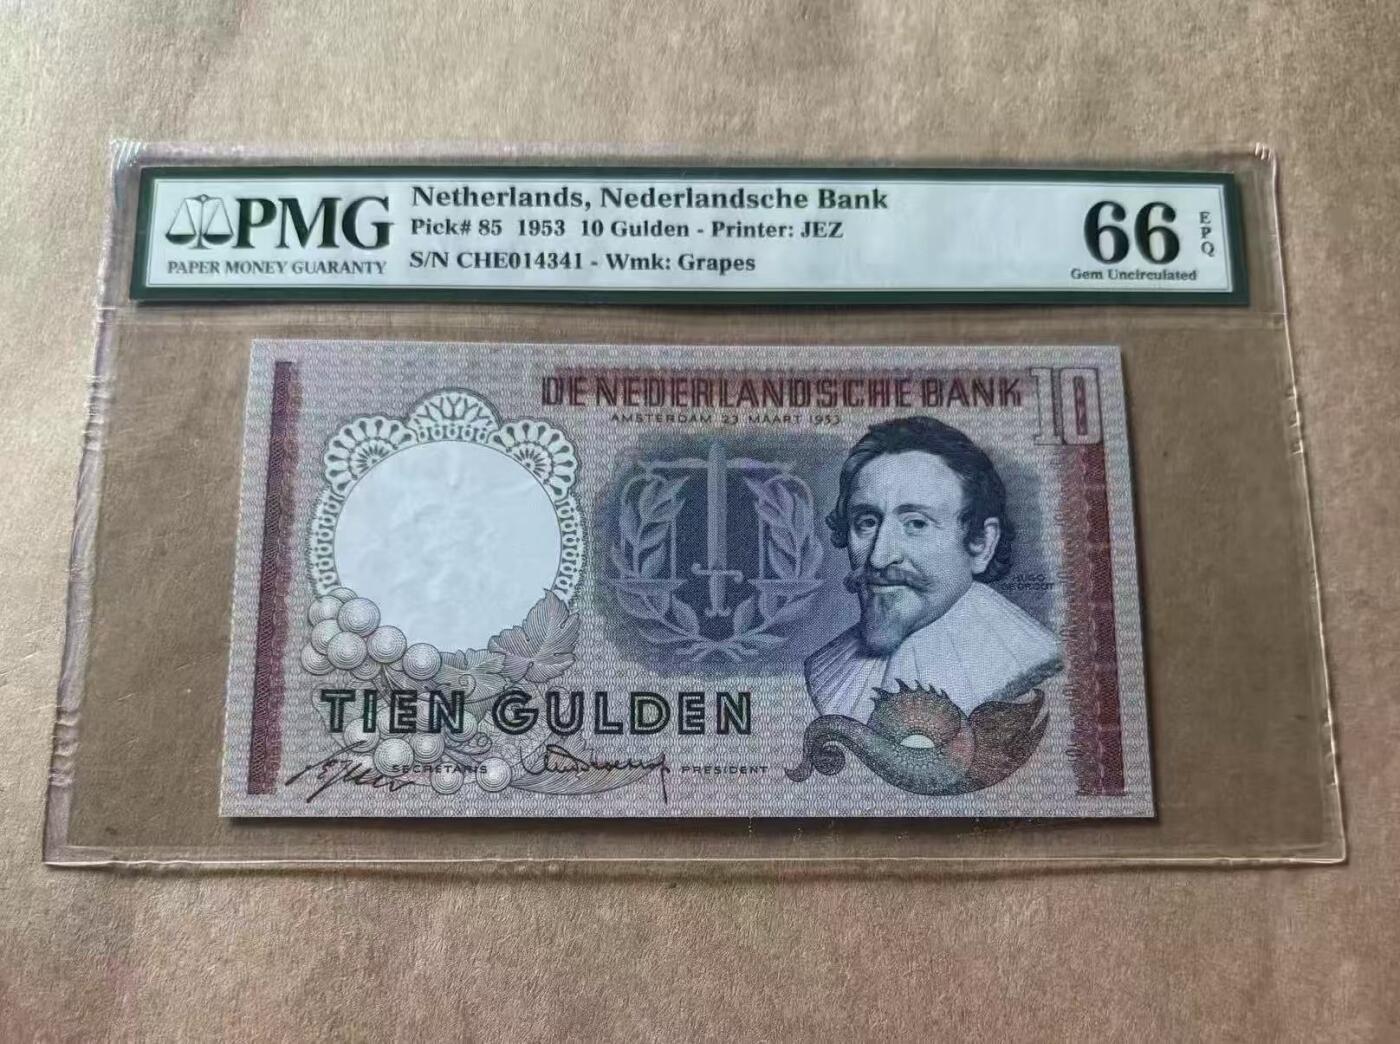 PMG
PAPER MONEY GUARANTY
Netherlands, Nederlandsche Bank
Pick# 85 1953 10 Gulden - Printer: JEZ
S/N CHE014341 - Wmk: Grapes
66
EPQ
Gem Uncirculated
DE NEDERLANDSCHE BANK
10
AMSTERDAM 23 MAART 1953
HUGO
DE GROOT
TIEN GULDEN
SECRETARIS
PRESIDENT